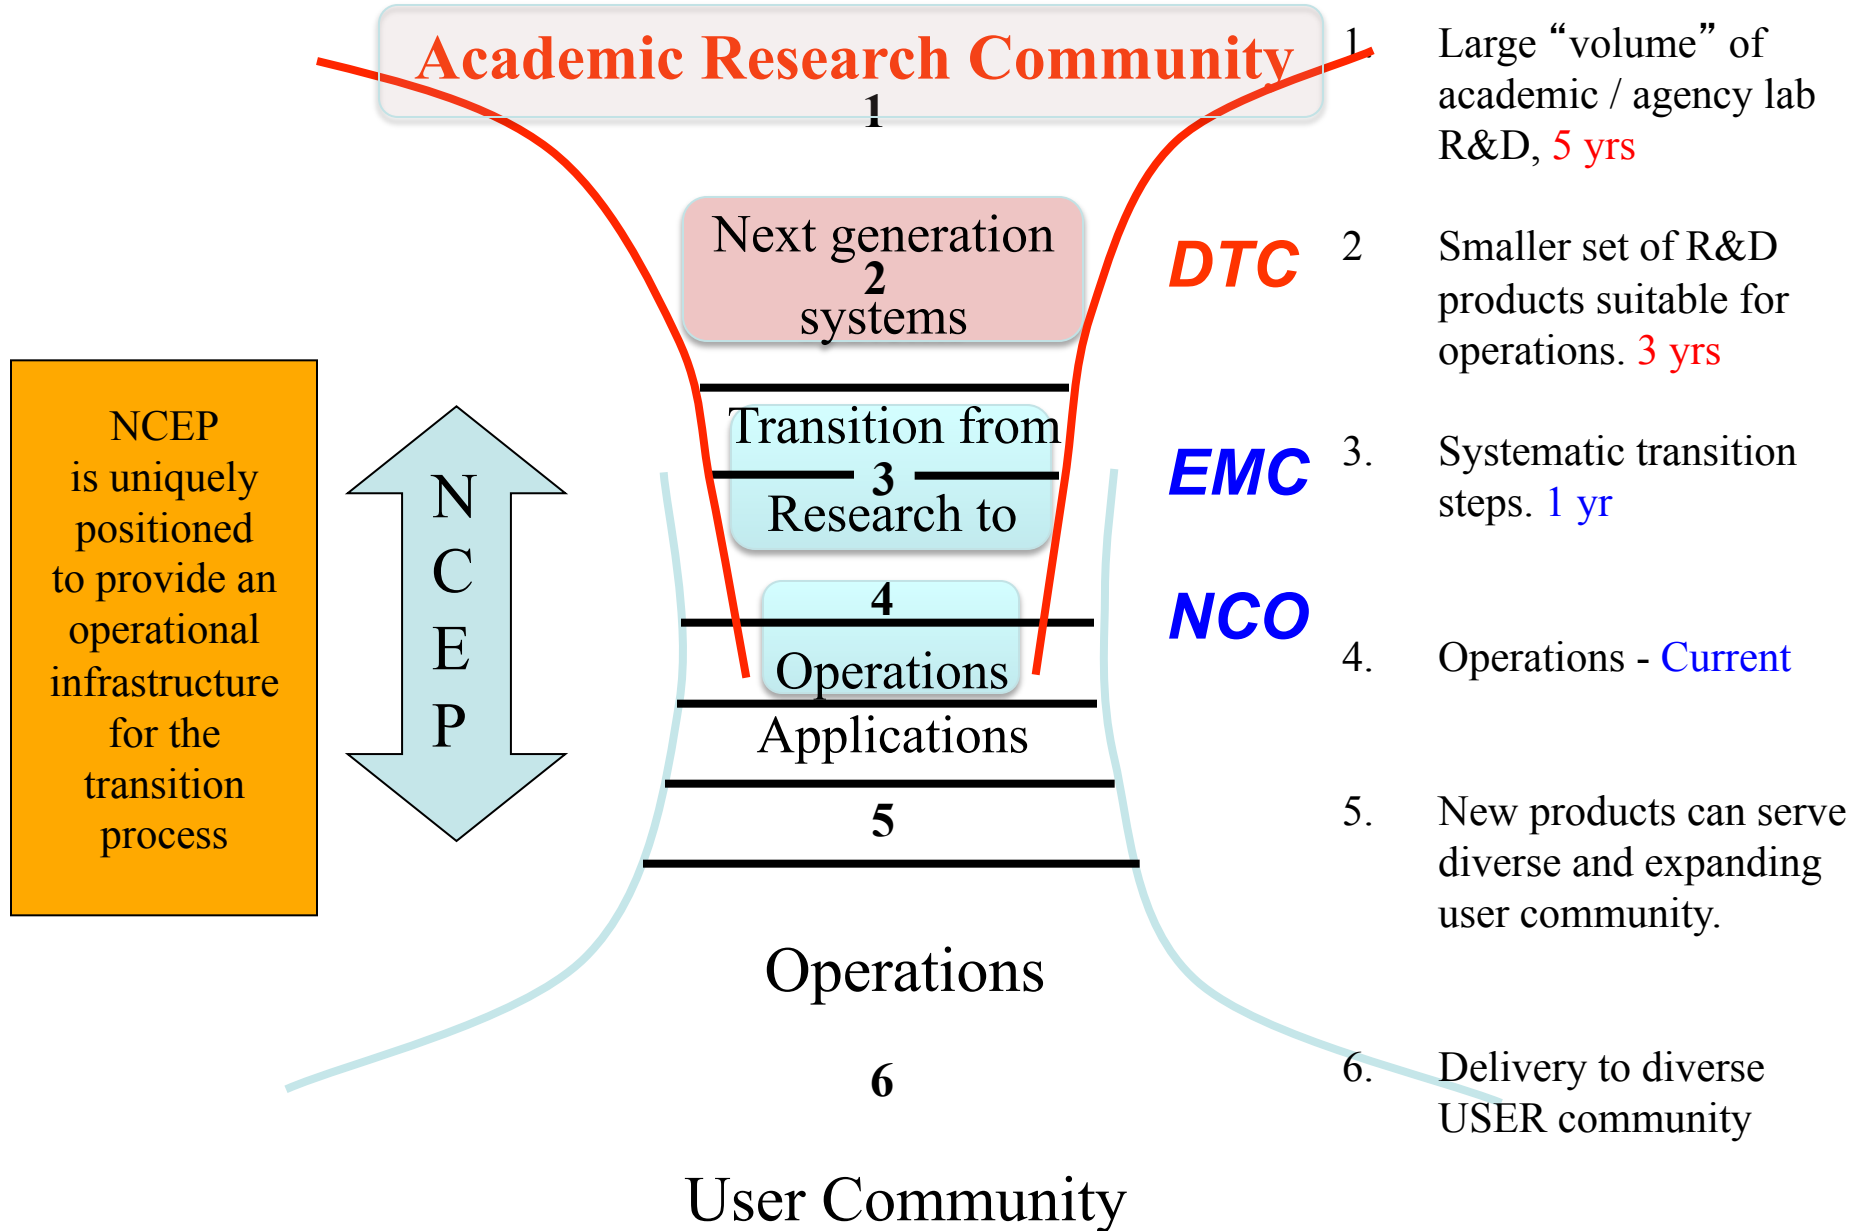 Academic Research Community
1
Next generation
2
systems
Transition from
3
Research to
4
Operations
Applications
5
Operations
6
User Community
NCEP
is uniquely
positioned
to provide an
operational
infrastructure
for the
transition
process
N
C
E
P
DTC
EMC
NCO
1. Large “volume” of
academic / agency lab
R&D, 5 yrs
2 Smaller set of R&D
products suitable for
operations. 3 yrs
3. Systematic transition
steps. 1 yr
4. Operations - Current
5. New products can serve
diverse and expanding
user community.
6. Delivery to diverse
USER community